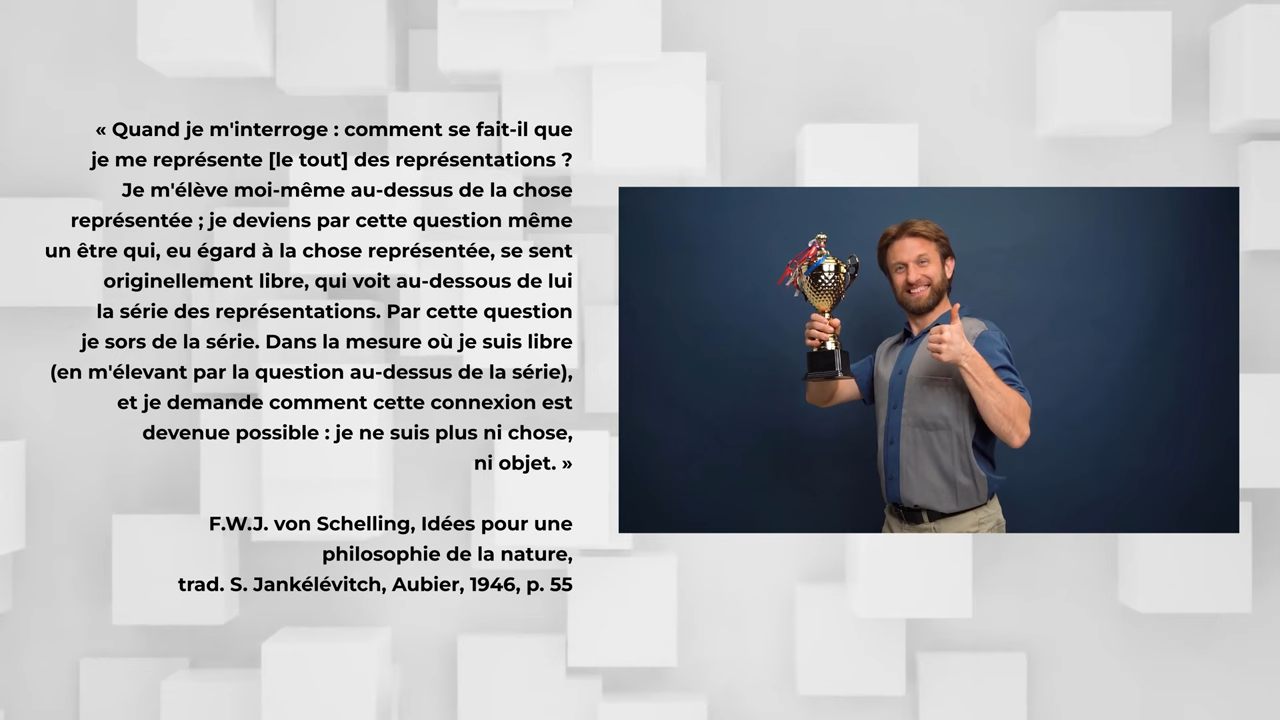 « Quand je m'interroge : comment se fait-il que
je me représente [le tout] des représentations ?
Je m'élève moi-même au-dessus de la chose
représentée ; je deviens par cette question même
un être qui, eu égard à la chose représentée, se sent
originellement libre, qui voit au-dessous de lui
la série des représentations. Par cette question
je sors de la série. Dans la mesure où je suis libre
(en m'élevant par la question au-dessus de la série),
et je demande comment cette connexion est
devenue possible : je ne suis plus ni chose,
ni objet. »
F.W.J. von Schelling, Idées pour une
philosophie de la nature,
trad. S. Jankélévitch, Aubier, 1946, p. 55